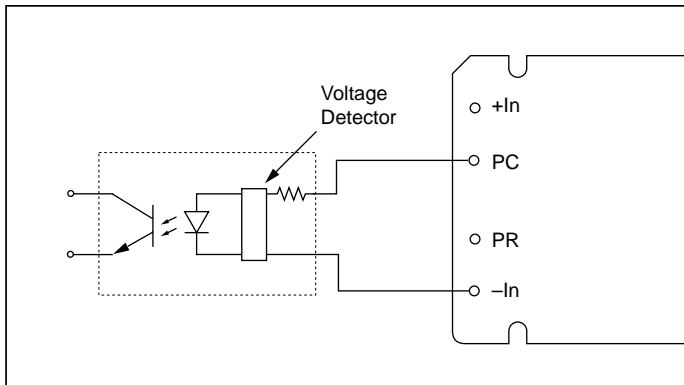 Voltage
Detector
+In
PC
PR
–In